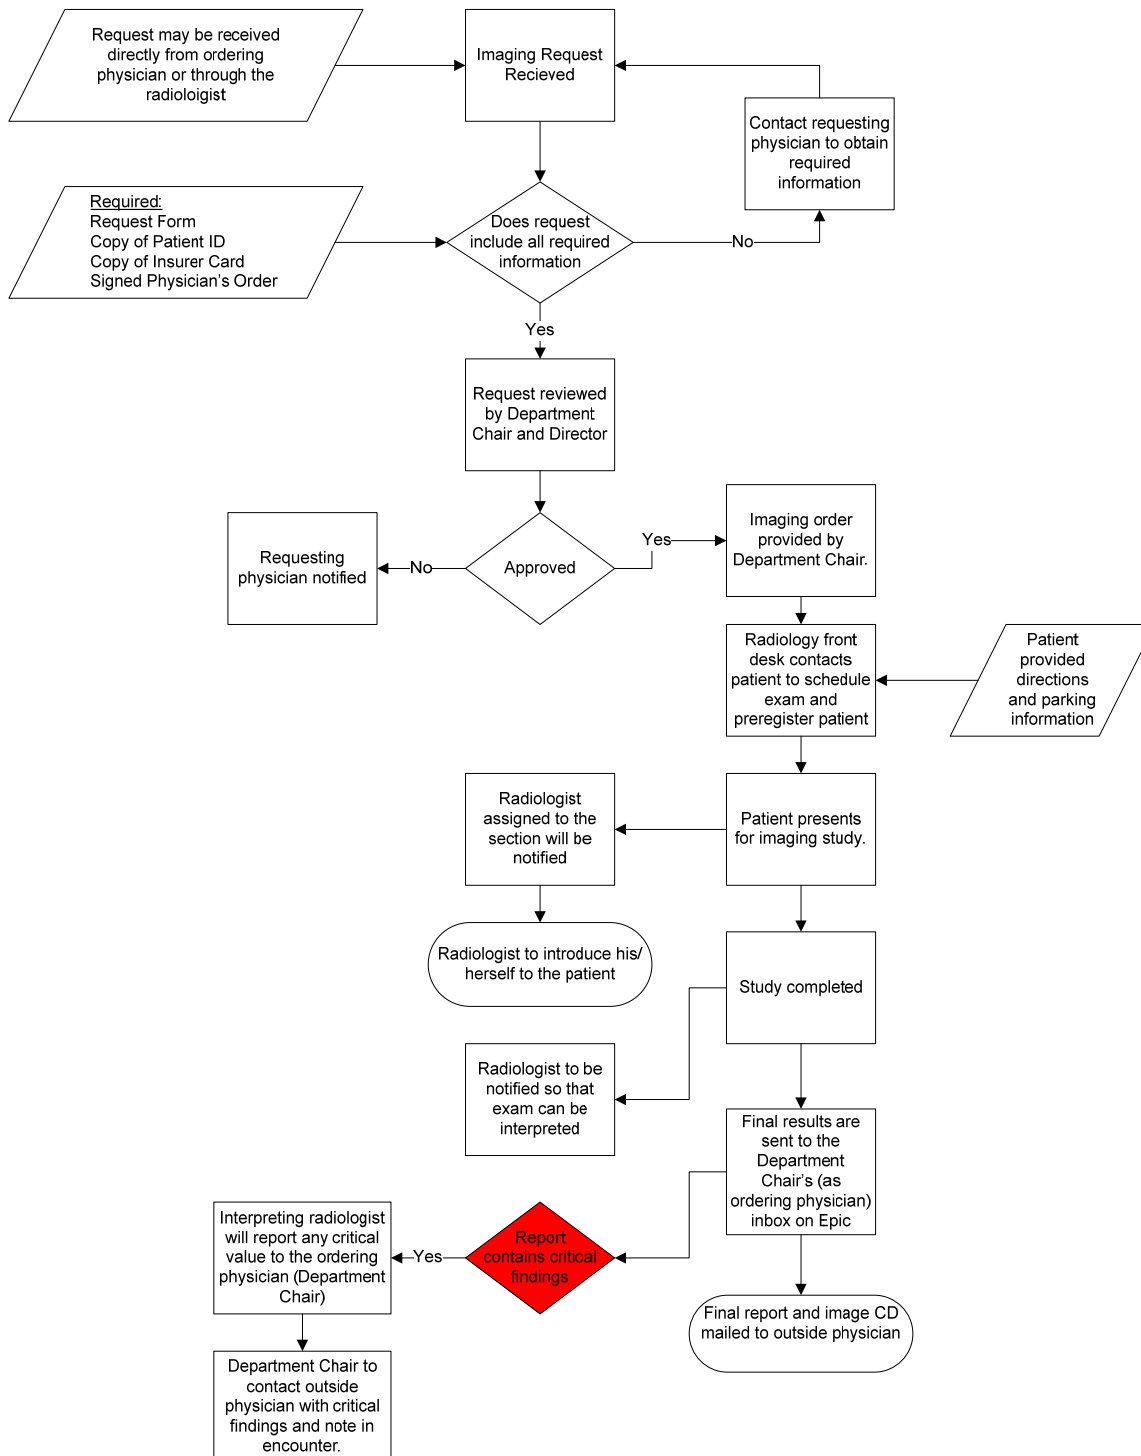 Request may be received
directly from ordering
physician or through the
radioloigist
Imaging Request
Recieved
Contact requesting
physician to obtain
required
information
Required:
Request Form
Copy of Patient ID
Copy of Insurer Card
Signed Physician's Order
Does request
include all required
information
No
Yes
Request reviewed
by Department
Chair and Director
Requesting
physician notified
No
Approved
Yes
Imaging order
provided by
Department Chair.
Radiology front
desk contacts
patient to schedule
exam and
preregister patient
Patient
provided
directions
and parking
information
Radiologist
assigned to the
section will be
notified
Patient presents
for imaging study.
Radiologist to introduce his/
herself to the patient
Study completed
Radiologist to be
notified so that
exam can be
interpreted
Final results are
sent to the
Department
Chair's (as
ordering physician)
inbox on Epic
Interpreting radiologist
will report any critical
value to the ordering
physician (Department
Chair)
Yes
Report
contains critical
findings
Final report and image CD
mailed to outside physician
Department Chair to
contact outside
physician with critical
findings and note in
encounter.